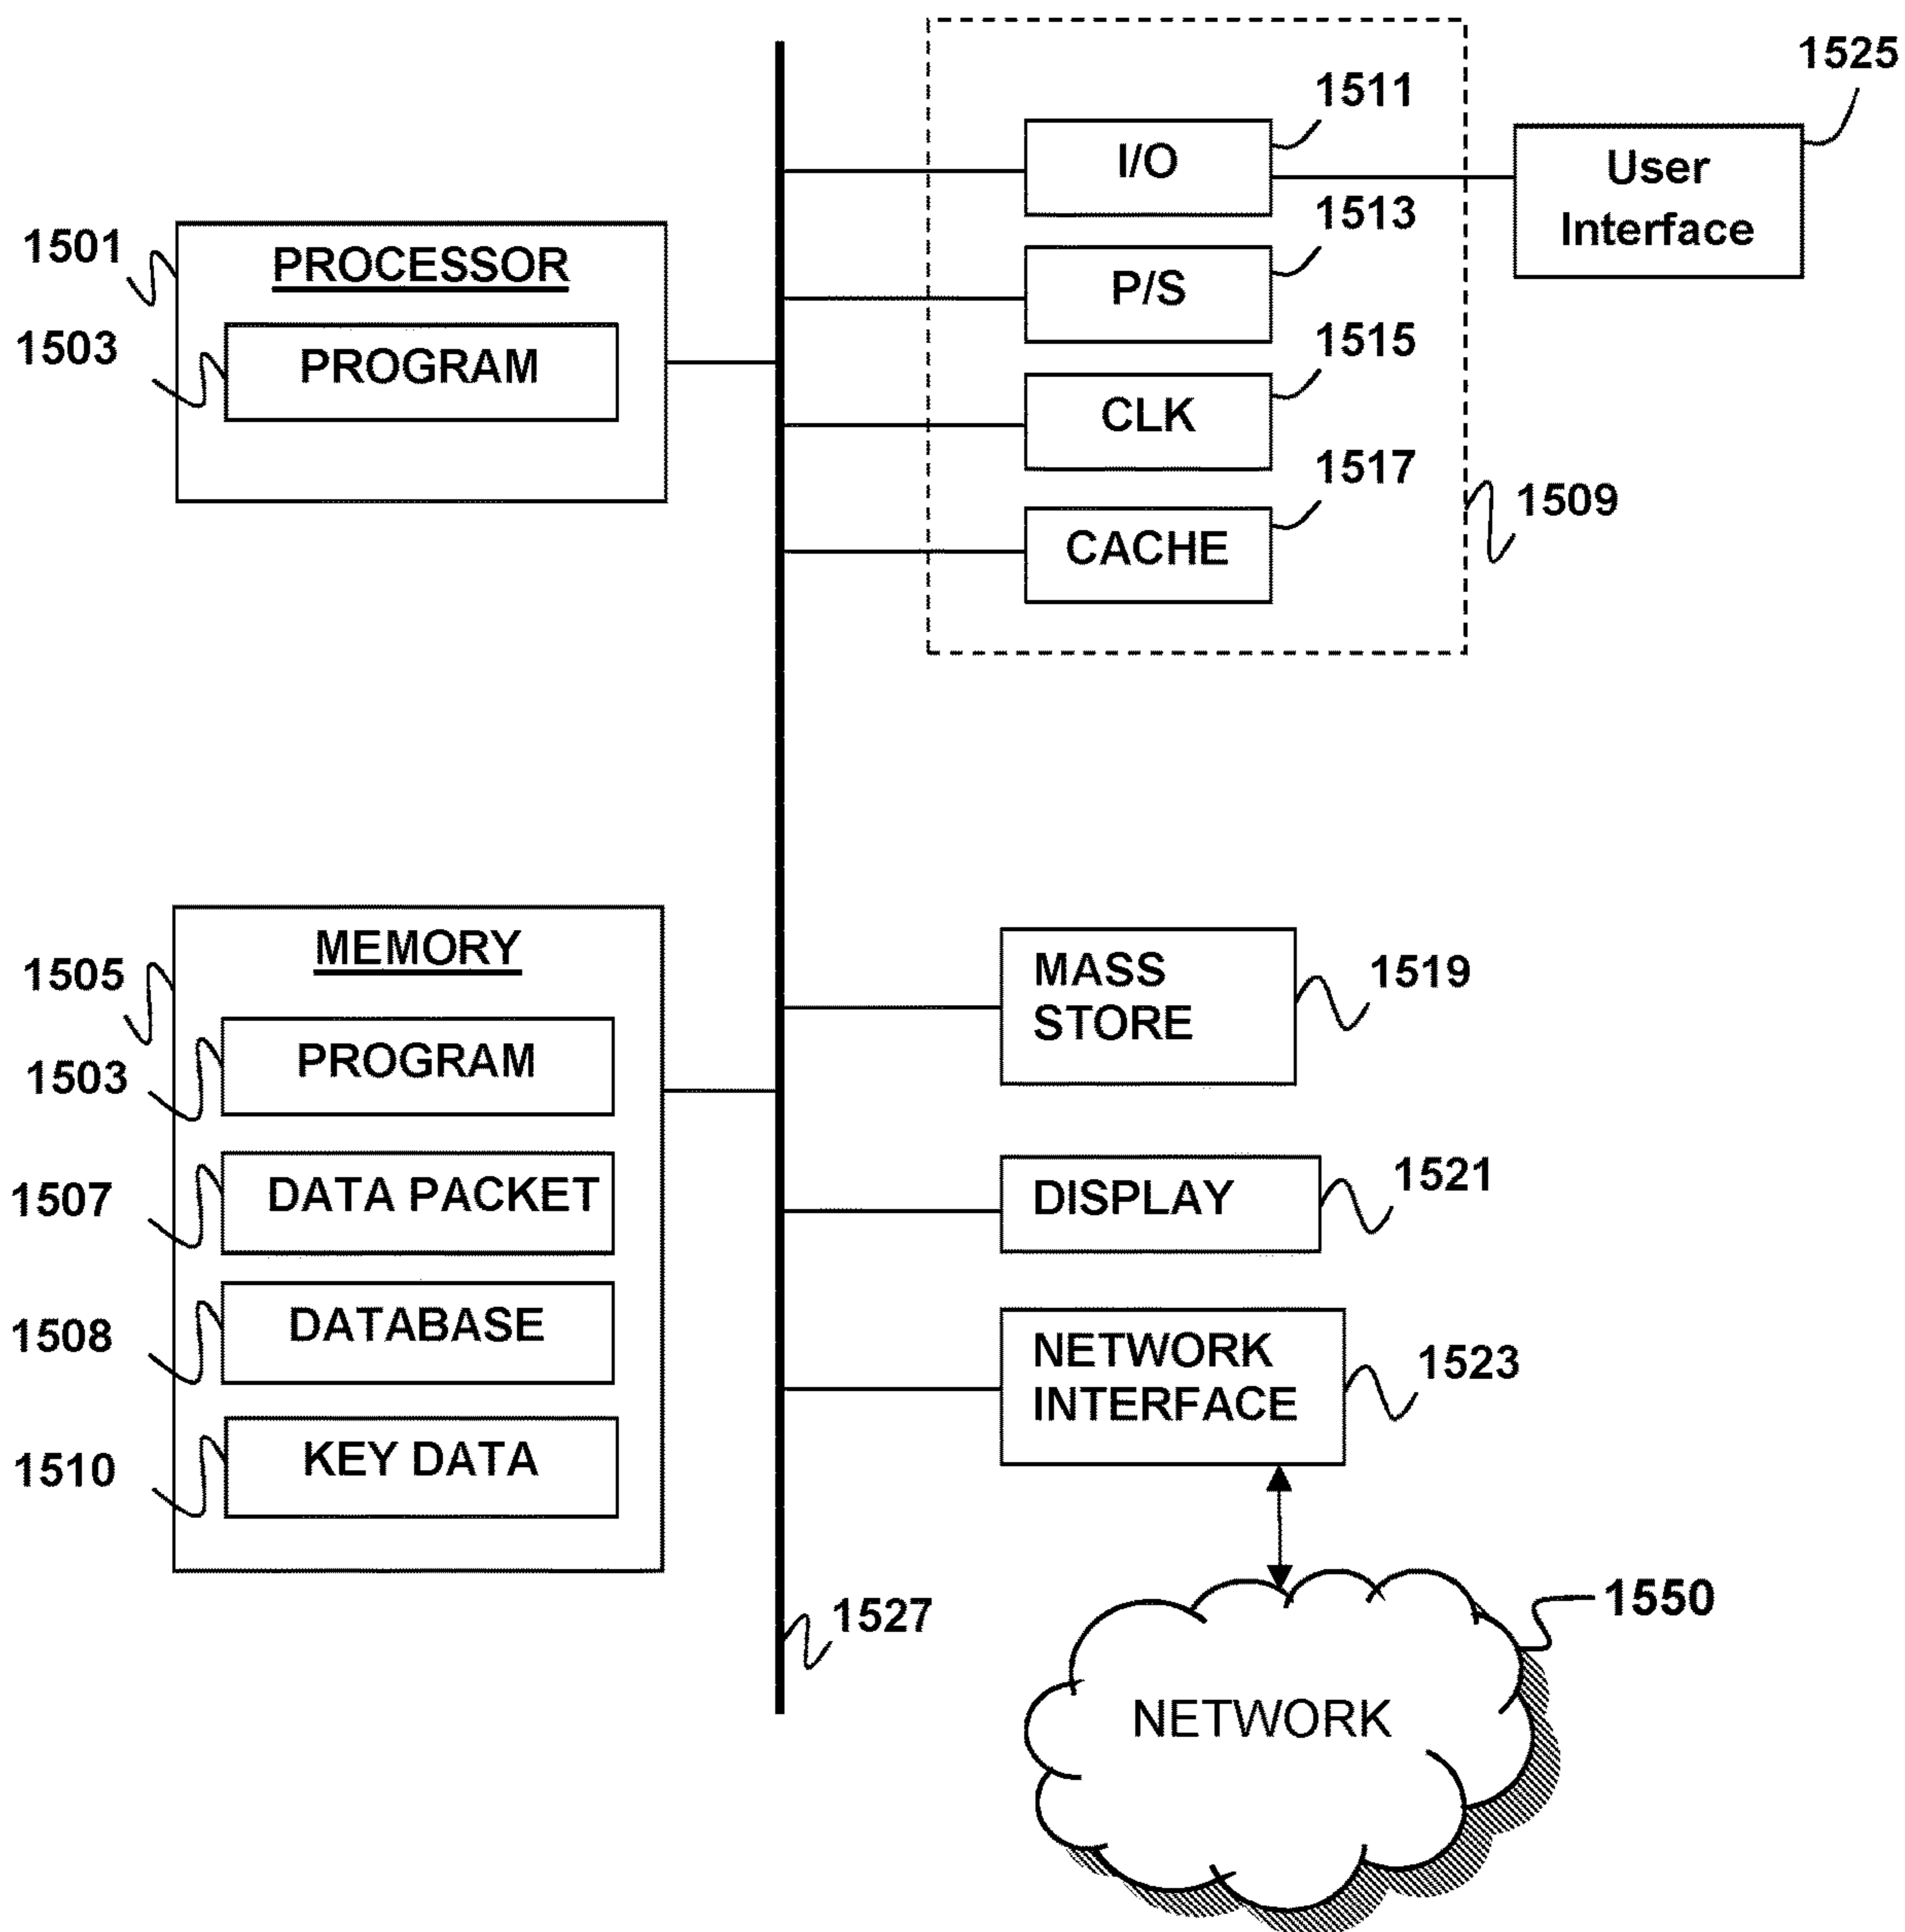 1501
PROCESSOR
1503
PROGRAM
1511
I/O
1513
P/S
1515
CLK
1517
CACHE
1509
1525
User
Interface
1505
MEMORY
1503
PROGRAM
1507
DATA PACKET
1508
DATABASE
1510
KEY DATA
1519
MASS
STORE
1521
DISPLAY
1523
NETWORK
INTERFACE
1527
1550
NETWORK